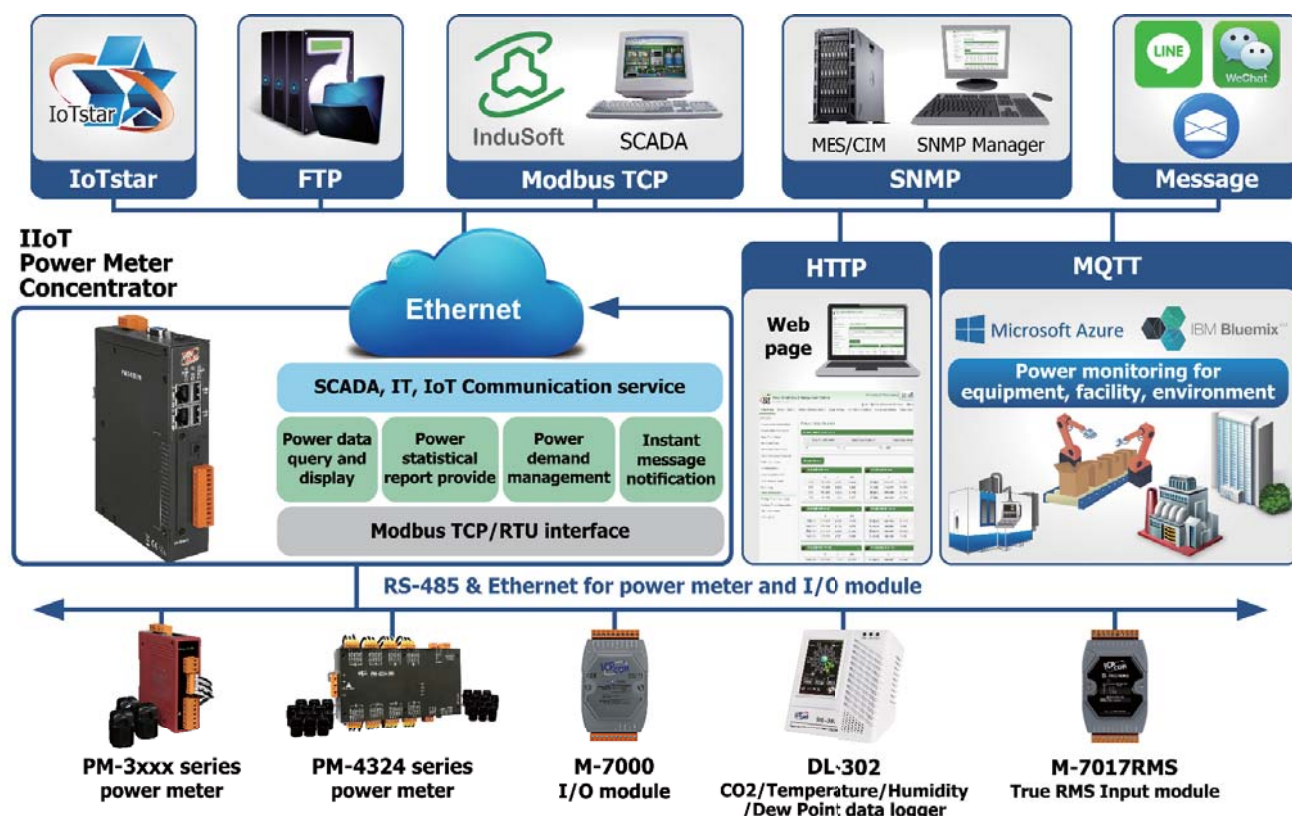 IoTstar
IoTstar
FTP
InduSoft
SCADA
Modbus TCP
MES/CIM
SNMP Manager
SNMP
LINE
WeChat
Message
IIoT
Power Meter
Concentrator
Ethernet
SCADA, IT, IoT Communication service
Power data
query and
display
Power
statistical
report provide
Power
demand
management
Instant
message
notification
Modbus TCP/RTU interface
HTTP
Web
page
MQTT
Microsoft Azure
IBM Bluemix
Power monitoring for
equipment, facility, environment
RS-485 & Ethernet for power meter and I/O module
PM-3xxx series
power meter
PM-4324 series
power meter
M-7000
I/O module
DL-302
CO2/Temperature/Humidity
/Dew Point data logger
M-7017RMS
True RMS Input module